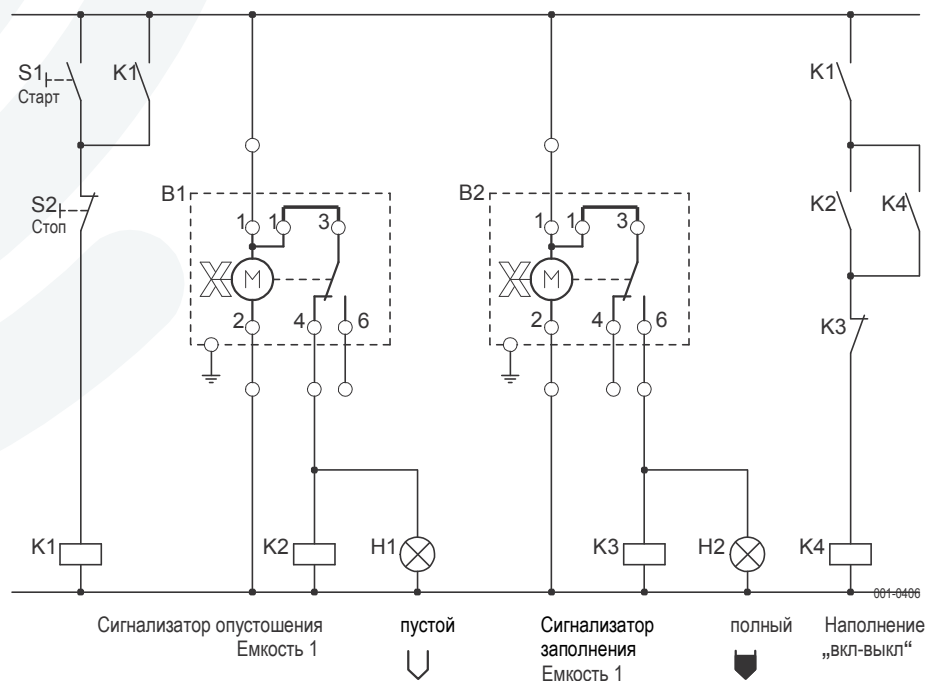 S1
Старт
K1
K1
S2
Стоп
B1
1
1
3
M
2
4
6
B2
1
1
3
M
2
4
6
K2
K4
K3
K1
K2
H1
K3
H2
K4
001-0406
Сигнализатор опустошения
Емкость 1
пустой
Сигнализатор
заполнения
Емкость 1
полный
Наполнение
„вкл-выкл“